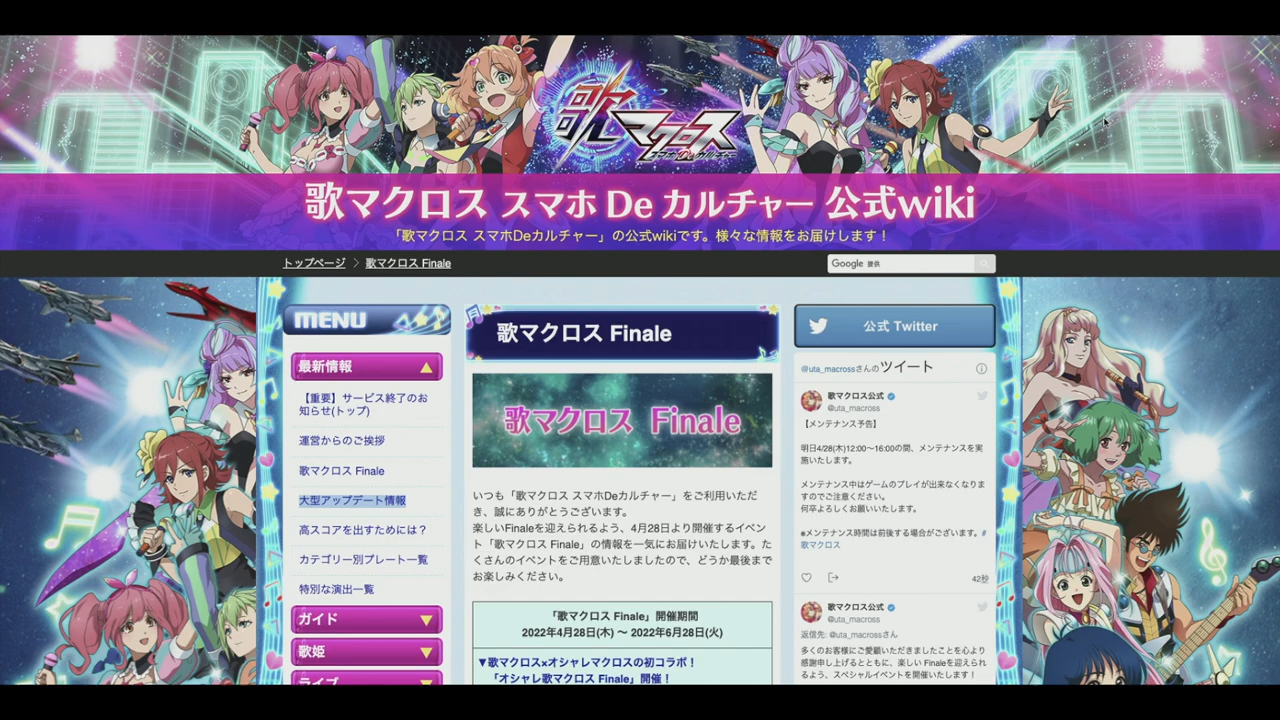 歌マクロス
スマホDeカルチャー
歌マクロス スマホ De カルチャー 公式wiki
「歌マクロス スマホDeカルチャー」の公式wikiです。様々な情報をお届けします！
トップページ > 歌マクロス Finale
Google 提供
MENU
最新情報 ▲
【重要】サービス終了のお
知らせ(トップ)
運営からのご挨拶
歌マクロス Finale
大型アップデート情報
高スコアを出すためには？
カテゴリー別プレート一覧
特別な演出一覧
ガイド ▼
歌姫 ▼
ライブ ▼
歌マクロス Finale
歌マクロス Finale
いつも「歌マクロス スマホDeカルチャー」をご利用いただ
き、誠にありがとうございます。
楽しいFinaleを迎えられるよう、4月28日より開催するイベン
ト「歌マクロス Finale」の情報を一気にお届けいたします。た
くさんのイベントをご用意いたしましたので、どうか最後まで
お楽しみください。
「歌マクロス Finale」開催期間
2022年4月28日(木) 〜 2022年6月28日(火)
▼歌マクロス×オシャレマクロスの初コラボ！
「オシャレ歌マクロス Finale」開催！
公式 Twitter
@uta_macrossさんのツイート
歌マクロス公式
@uta_macross
【メンテナンス予告】
明日4/28(木)12:00〜16:00の間、メンテナンスを実
施いたします。
メンテナンス中はゲームのプレイが出来なくなりま
すのでご注意ください。
何卒よろしくお願いいたします。
※メンテナンス時間は前後する場合がございます。#
歌マクロス
42秒
歌マクロス公式
@uta_macross
返信先: @uta_macrossさん
多くのお客様にご愛顧いただきましたことを心より
感謝申し上げるとともに、楽しい Finaleを迎えられ
るよう、スペシャルイベントを開催いたします！